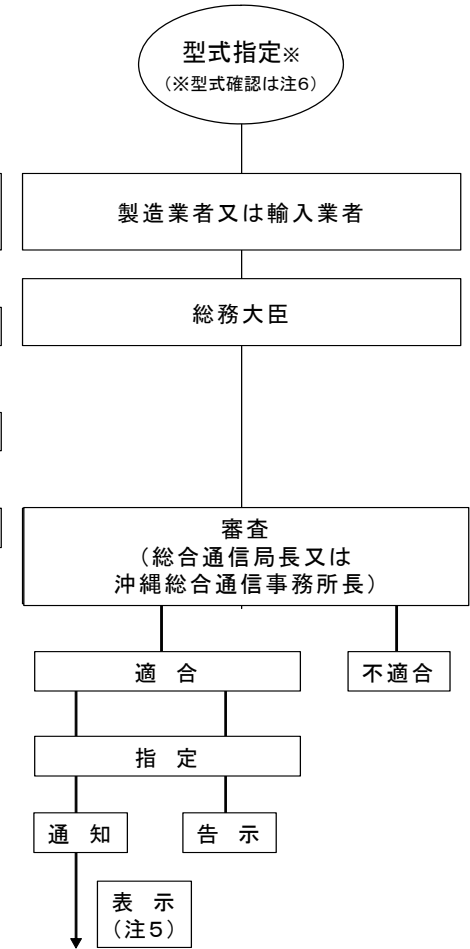 型式指定※
（※型式確認は注6）
製造業者又は輸入業者
総務大臣
審査
（総合通信局長又は
沖縄総合通信事務所長）
適 合
不適合
指 定
通 知
告 示
表 示
（注5）